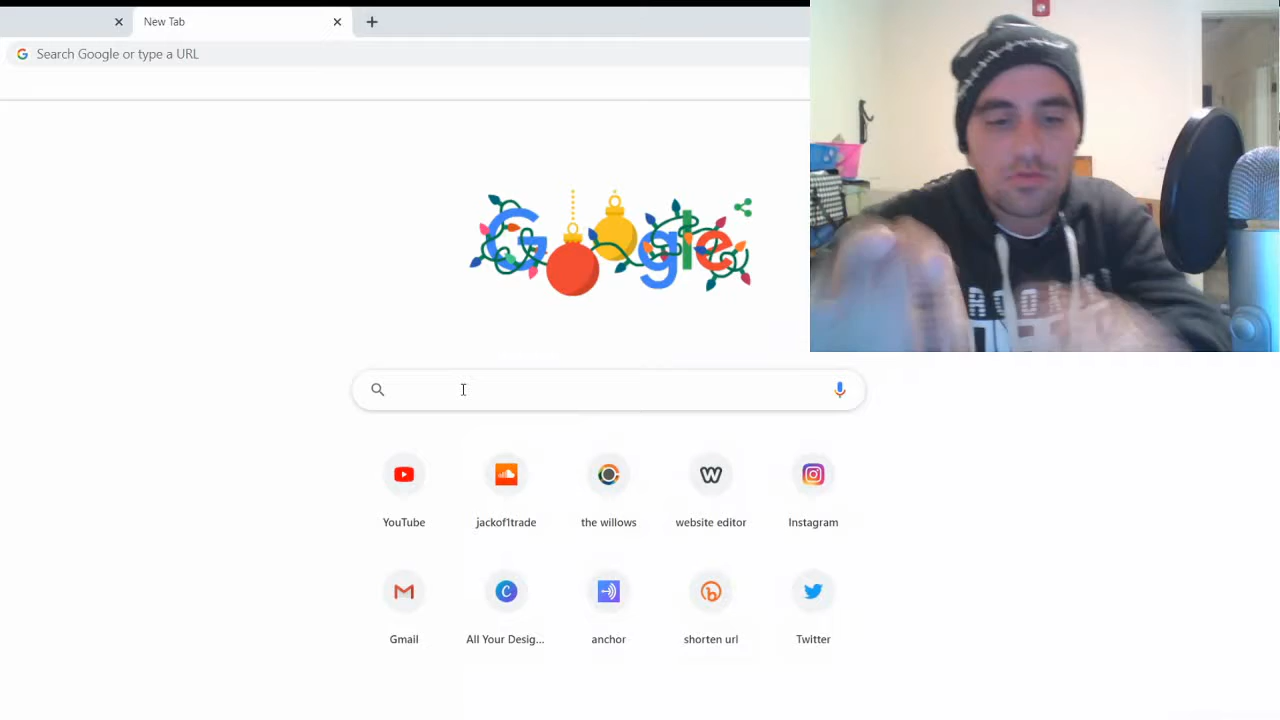 New Tab
Search Google or type a URL
Google
YouTube
jackof1trade
the willows
website editor
Instagram
Gmail
All Your Desig...
anchor
shorten url
Twitter